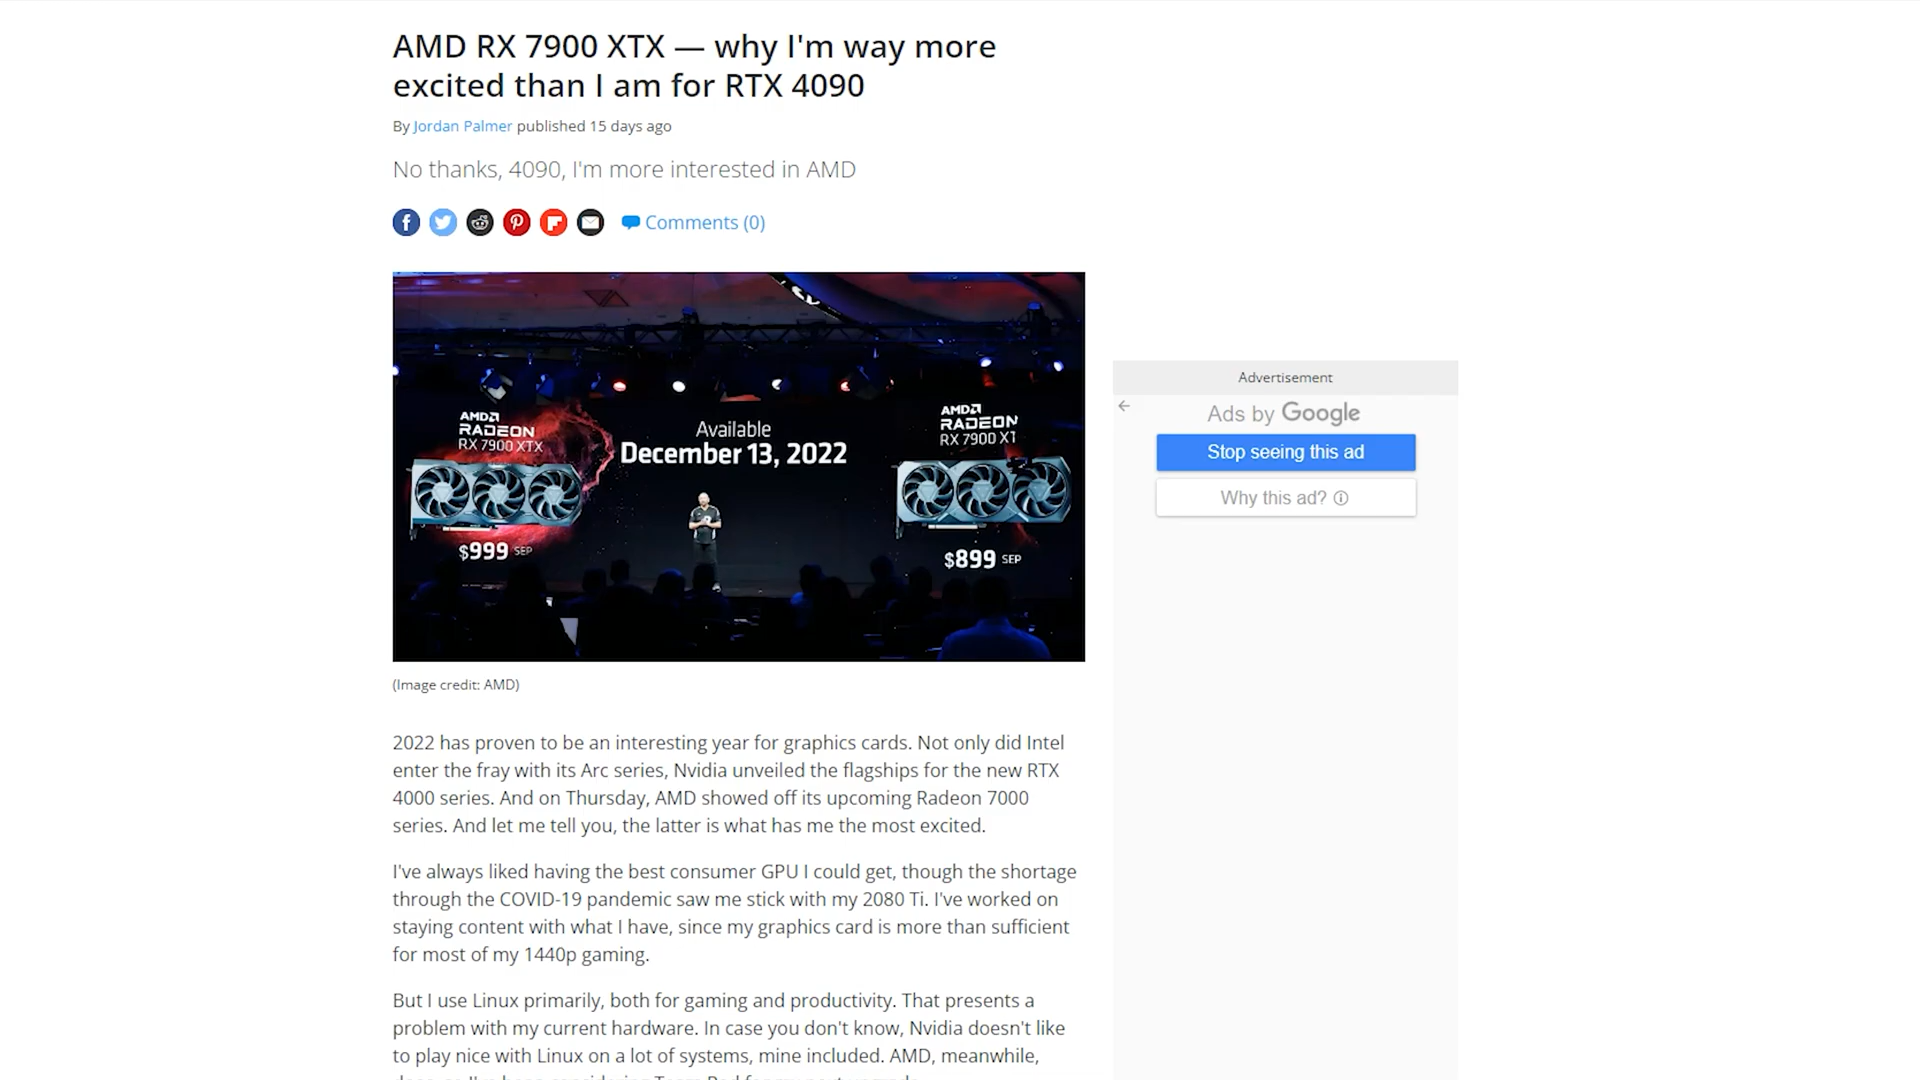 AMD RX 7900 XTX — why I'm way more
excited than I am for RTX 4090
By Jordan Palmer published 15 days ago
No thanks, 4090, I'm more interested in AMD
Comments (0)
AMD
RADEON
RX 7900 XTX
$999 SEP
Available
December 13, 2022
AMD
RADEON
RX 7900 XT
$899 SEP
(Image credit: AMD)
Advertisement
Ads by Google
Stop seeing this ad
Why this ad?
2022 has proven to be an interesting year for graphics cards. Not only did Intel
enter the fray with its Arc series, Nvidia unveiled the flagships for the new RTX
4000 series. And on Thursday, AMD showed off its upcoming Radeon 7000
series. And let me tell you, the latter is what has me the most excited.
I've always liked having the best consumer GPU I could get, though the shortage
through the COVID-19 pandemic saw me stick with my 2080 Ti. I've worked on
staying content with what I have, since my graphics card is more than sufficient
for most of my 1440p gaming.
But I use Linux primarily, both for gaming and productivity. That presents a
problem with my current hardware. In case you don't know, Nvidia doesn't like
to play nice with Linux on a lot of systems, mine included. AMD, meanwhile,